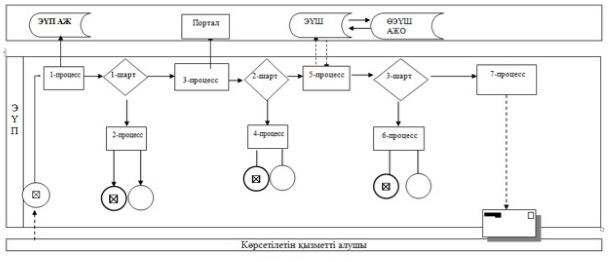 ЭҮП АЖ
Портал
ЭҮШ
ӨЭҮШ
АЖО
ЭҮП
1-процесс
1-шарт
3-процесс
2-шарт
5-процесс
3-шарт
7-процесс
2-процесс
4-процесс
6-процесс
Көрсетілетін қызметті алушы